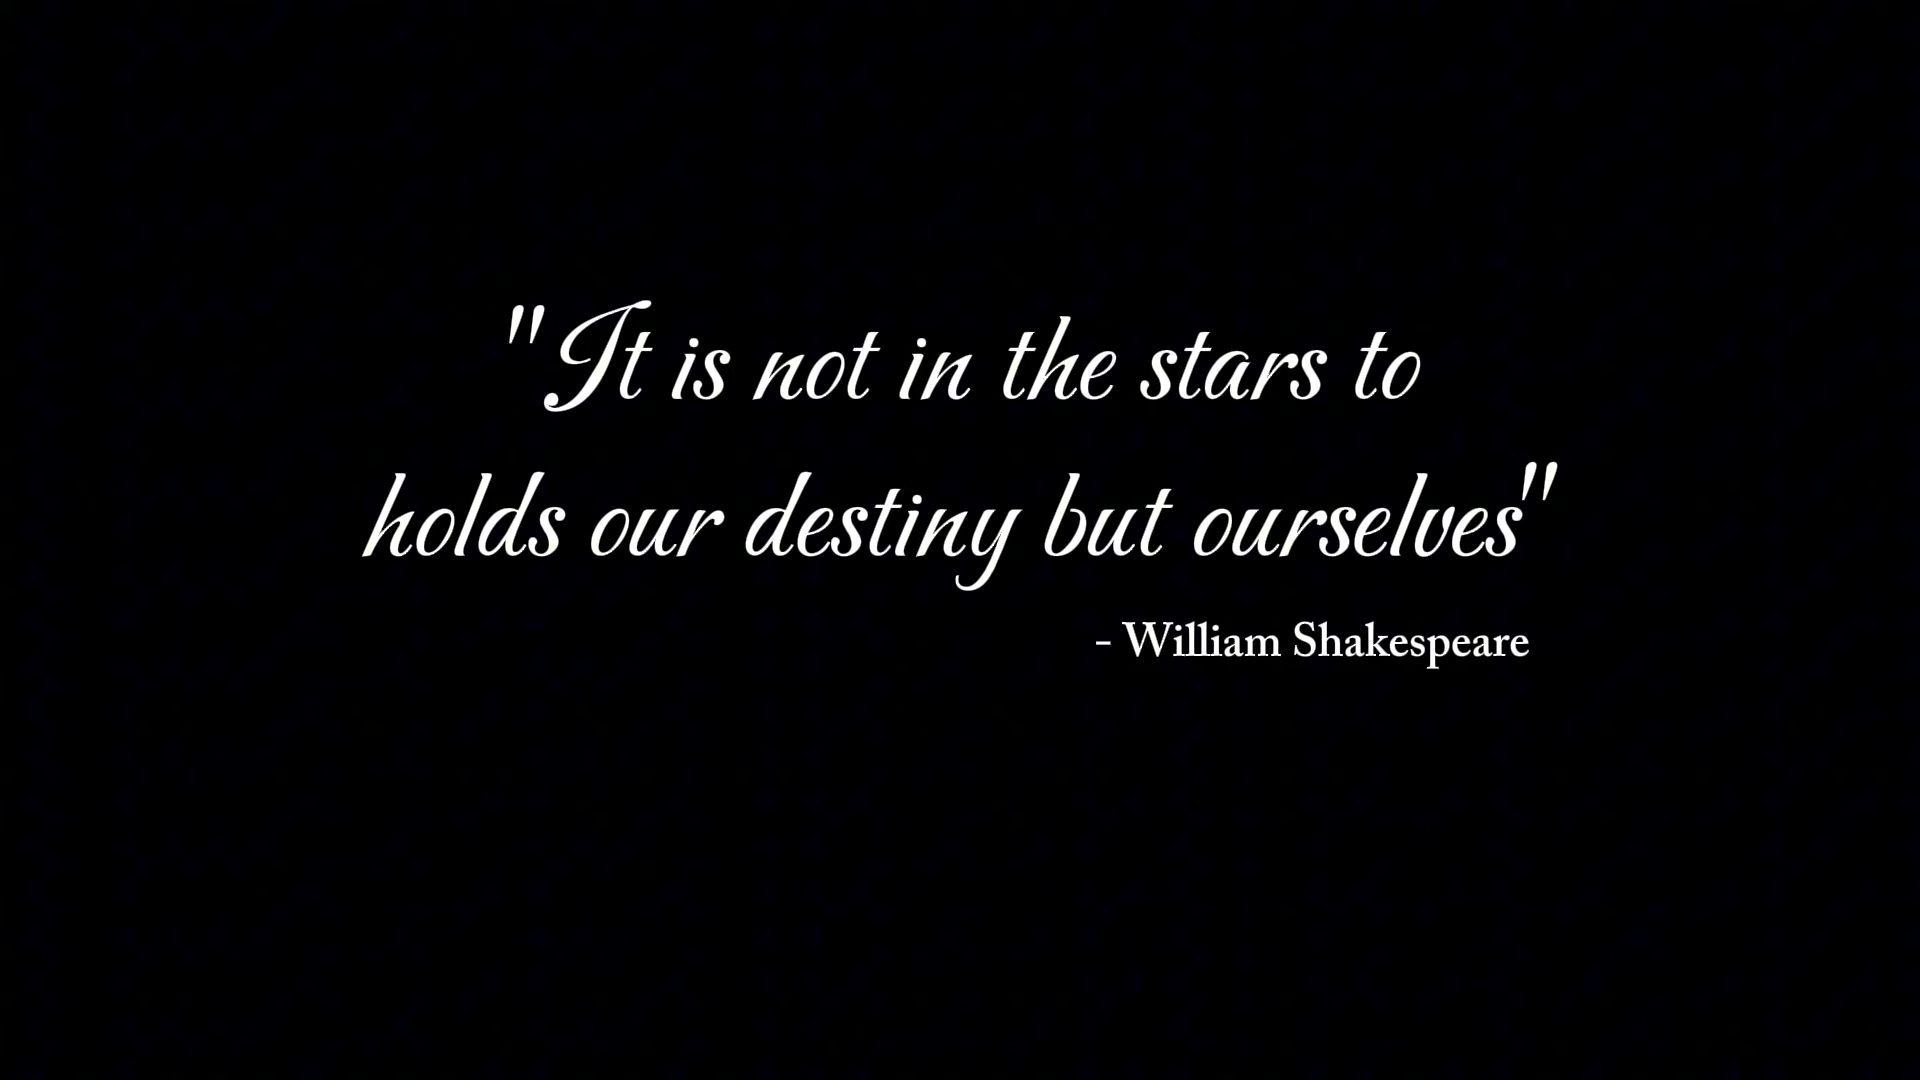 "It is not in the stars to
holds our destiny but ourselves"
- William Shakespeare